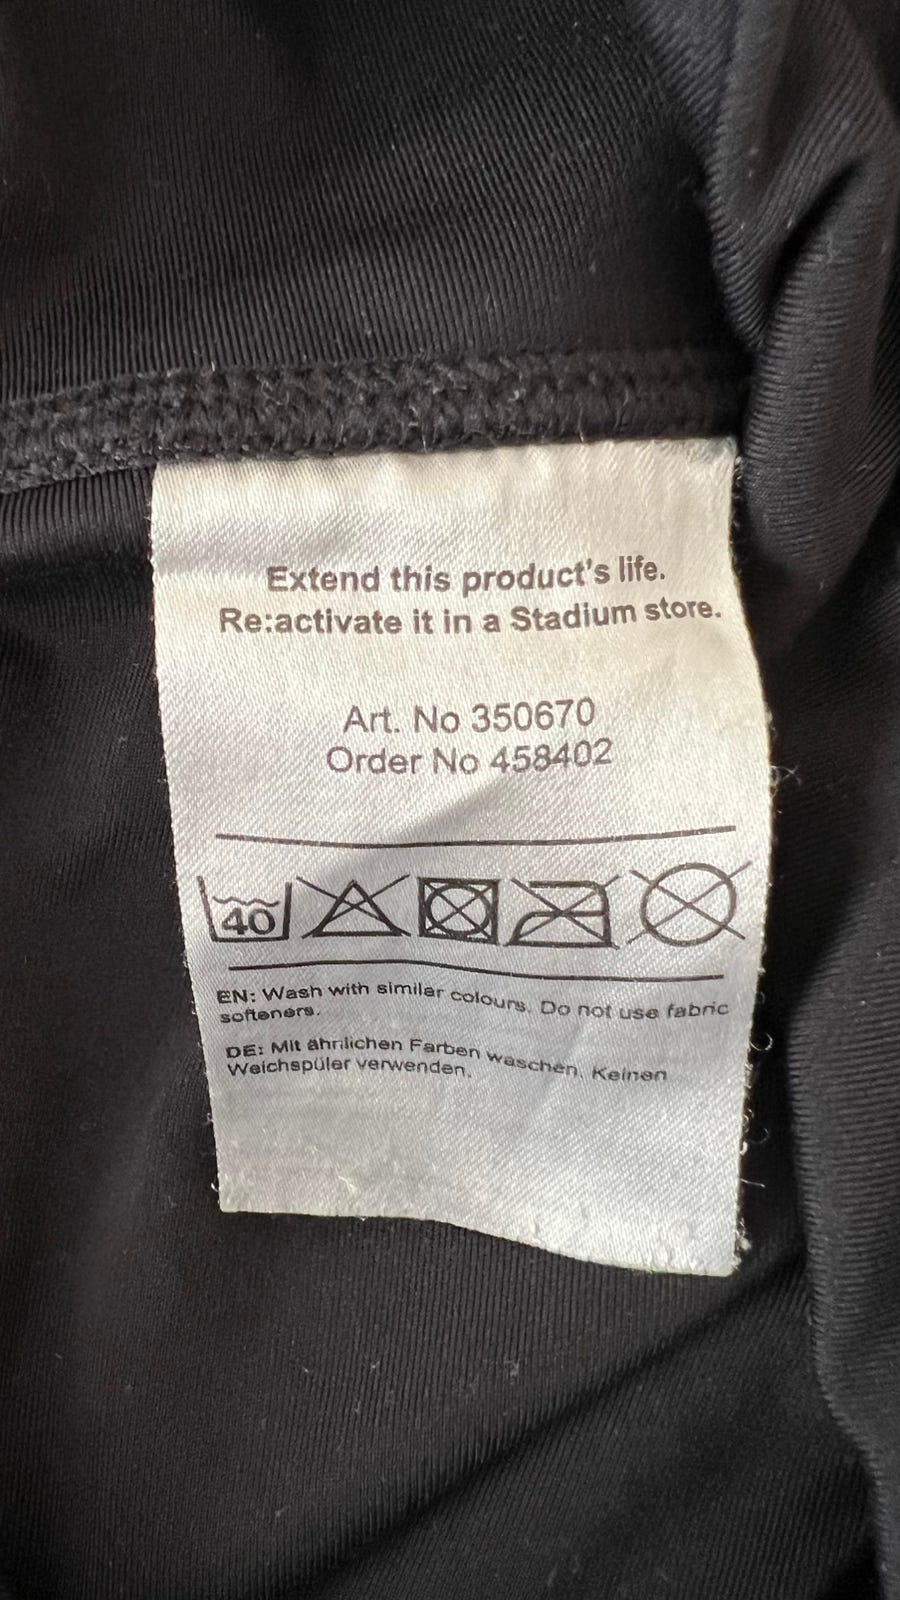 Extend this product's life.
Re:activate it in a Stadium store.
Art. No 350670
Order No 458402
40
EN: Wash with similar colours. Do not use fabric
softeners.
DE: Mit ähnlichen Farben waschen. Keinen
Weichspüler verwenden.